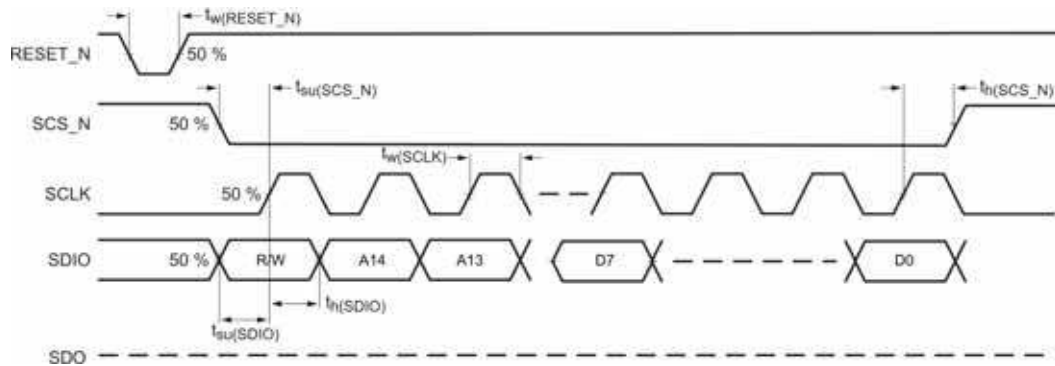 tw(RESET_N)
RESET_N 50 %
tsu(SCS_N) th(SCS_N)
SCS_N 50 %
tw(SCLK)
SCLK 50 %
SDIO 50 % R/W A14 A13 D7 D0
th(SDIO)
tsu(SDIO)
SDO